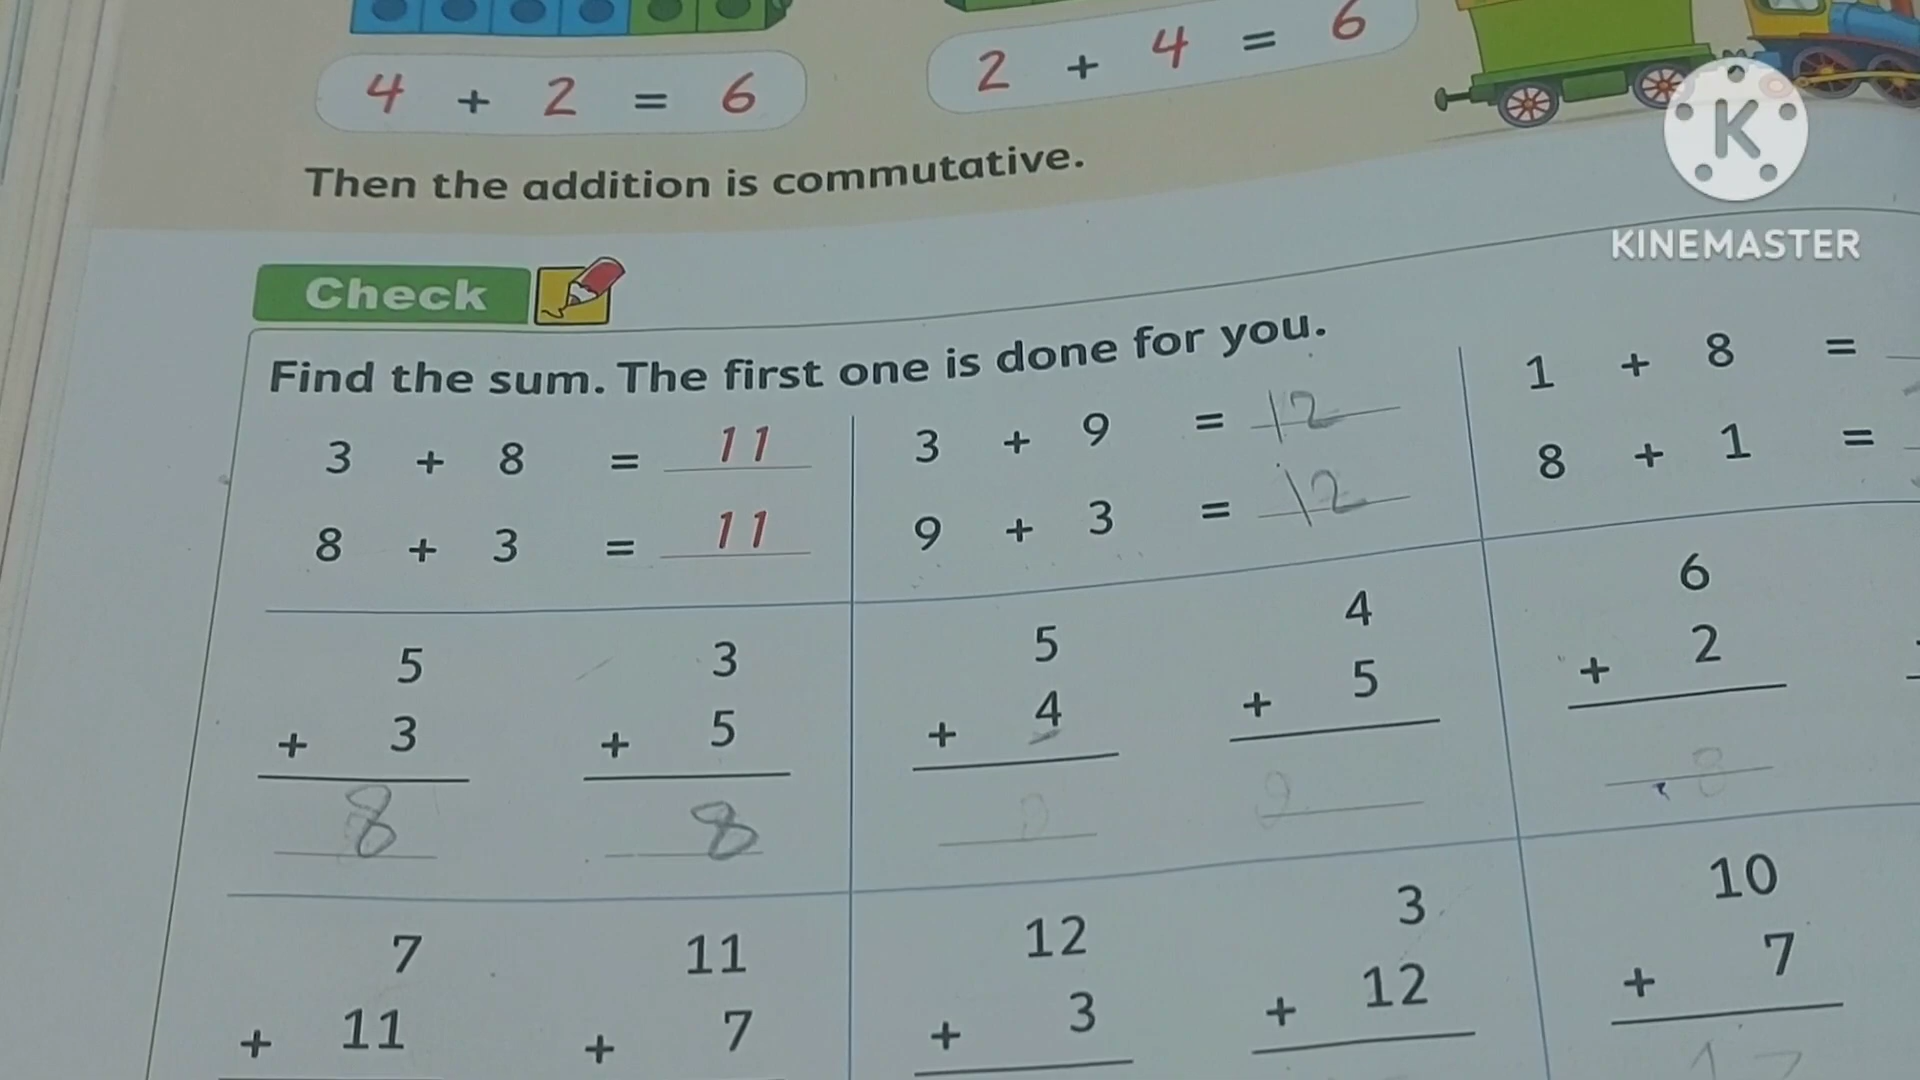 4 + 2 = 6
2 + 4 = 6
K
KINEMASTER
Then the addition is commutative.
Check
Find the sum. The first one is done for you.
3 + 8 = 11
8 + 3 = 11
3 + 9 = 12
9 + 3 = 12
1 + 8 =
8 + 1 =
5
+ 3
8
3
+ 5
8
5
+ 4
4
+ 5
9
6
+ 2
8
7
+ 11
11
+ 7
12
+ 3
3
+ 12
10
+ 7
17